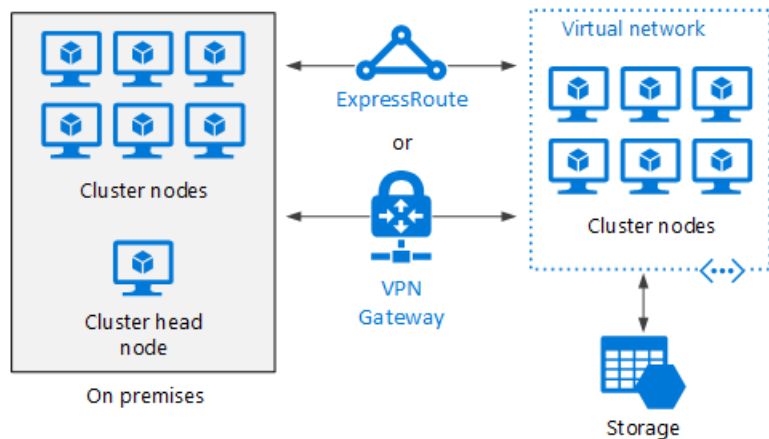 Virtual network
ExpressRoute
or
Cluster nodes
Cluster nodes
VPN
Gateway
Cluster head
node
On premises
Storage